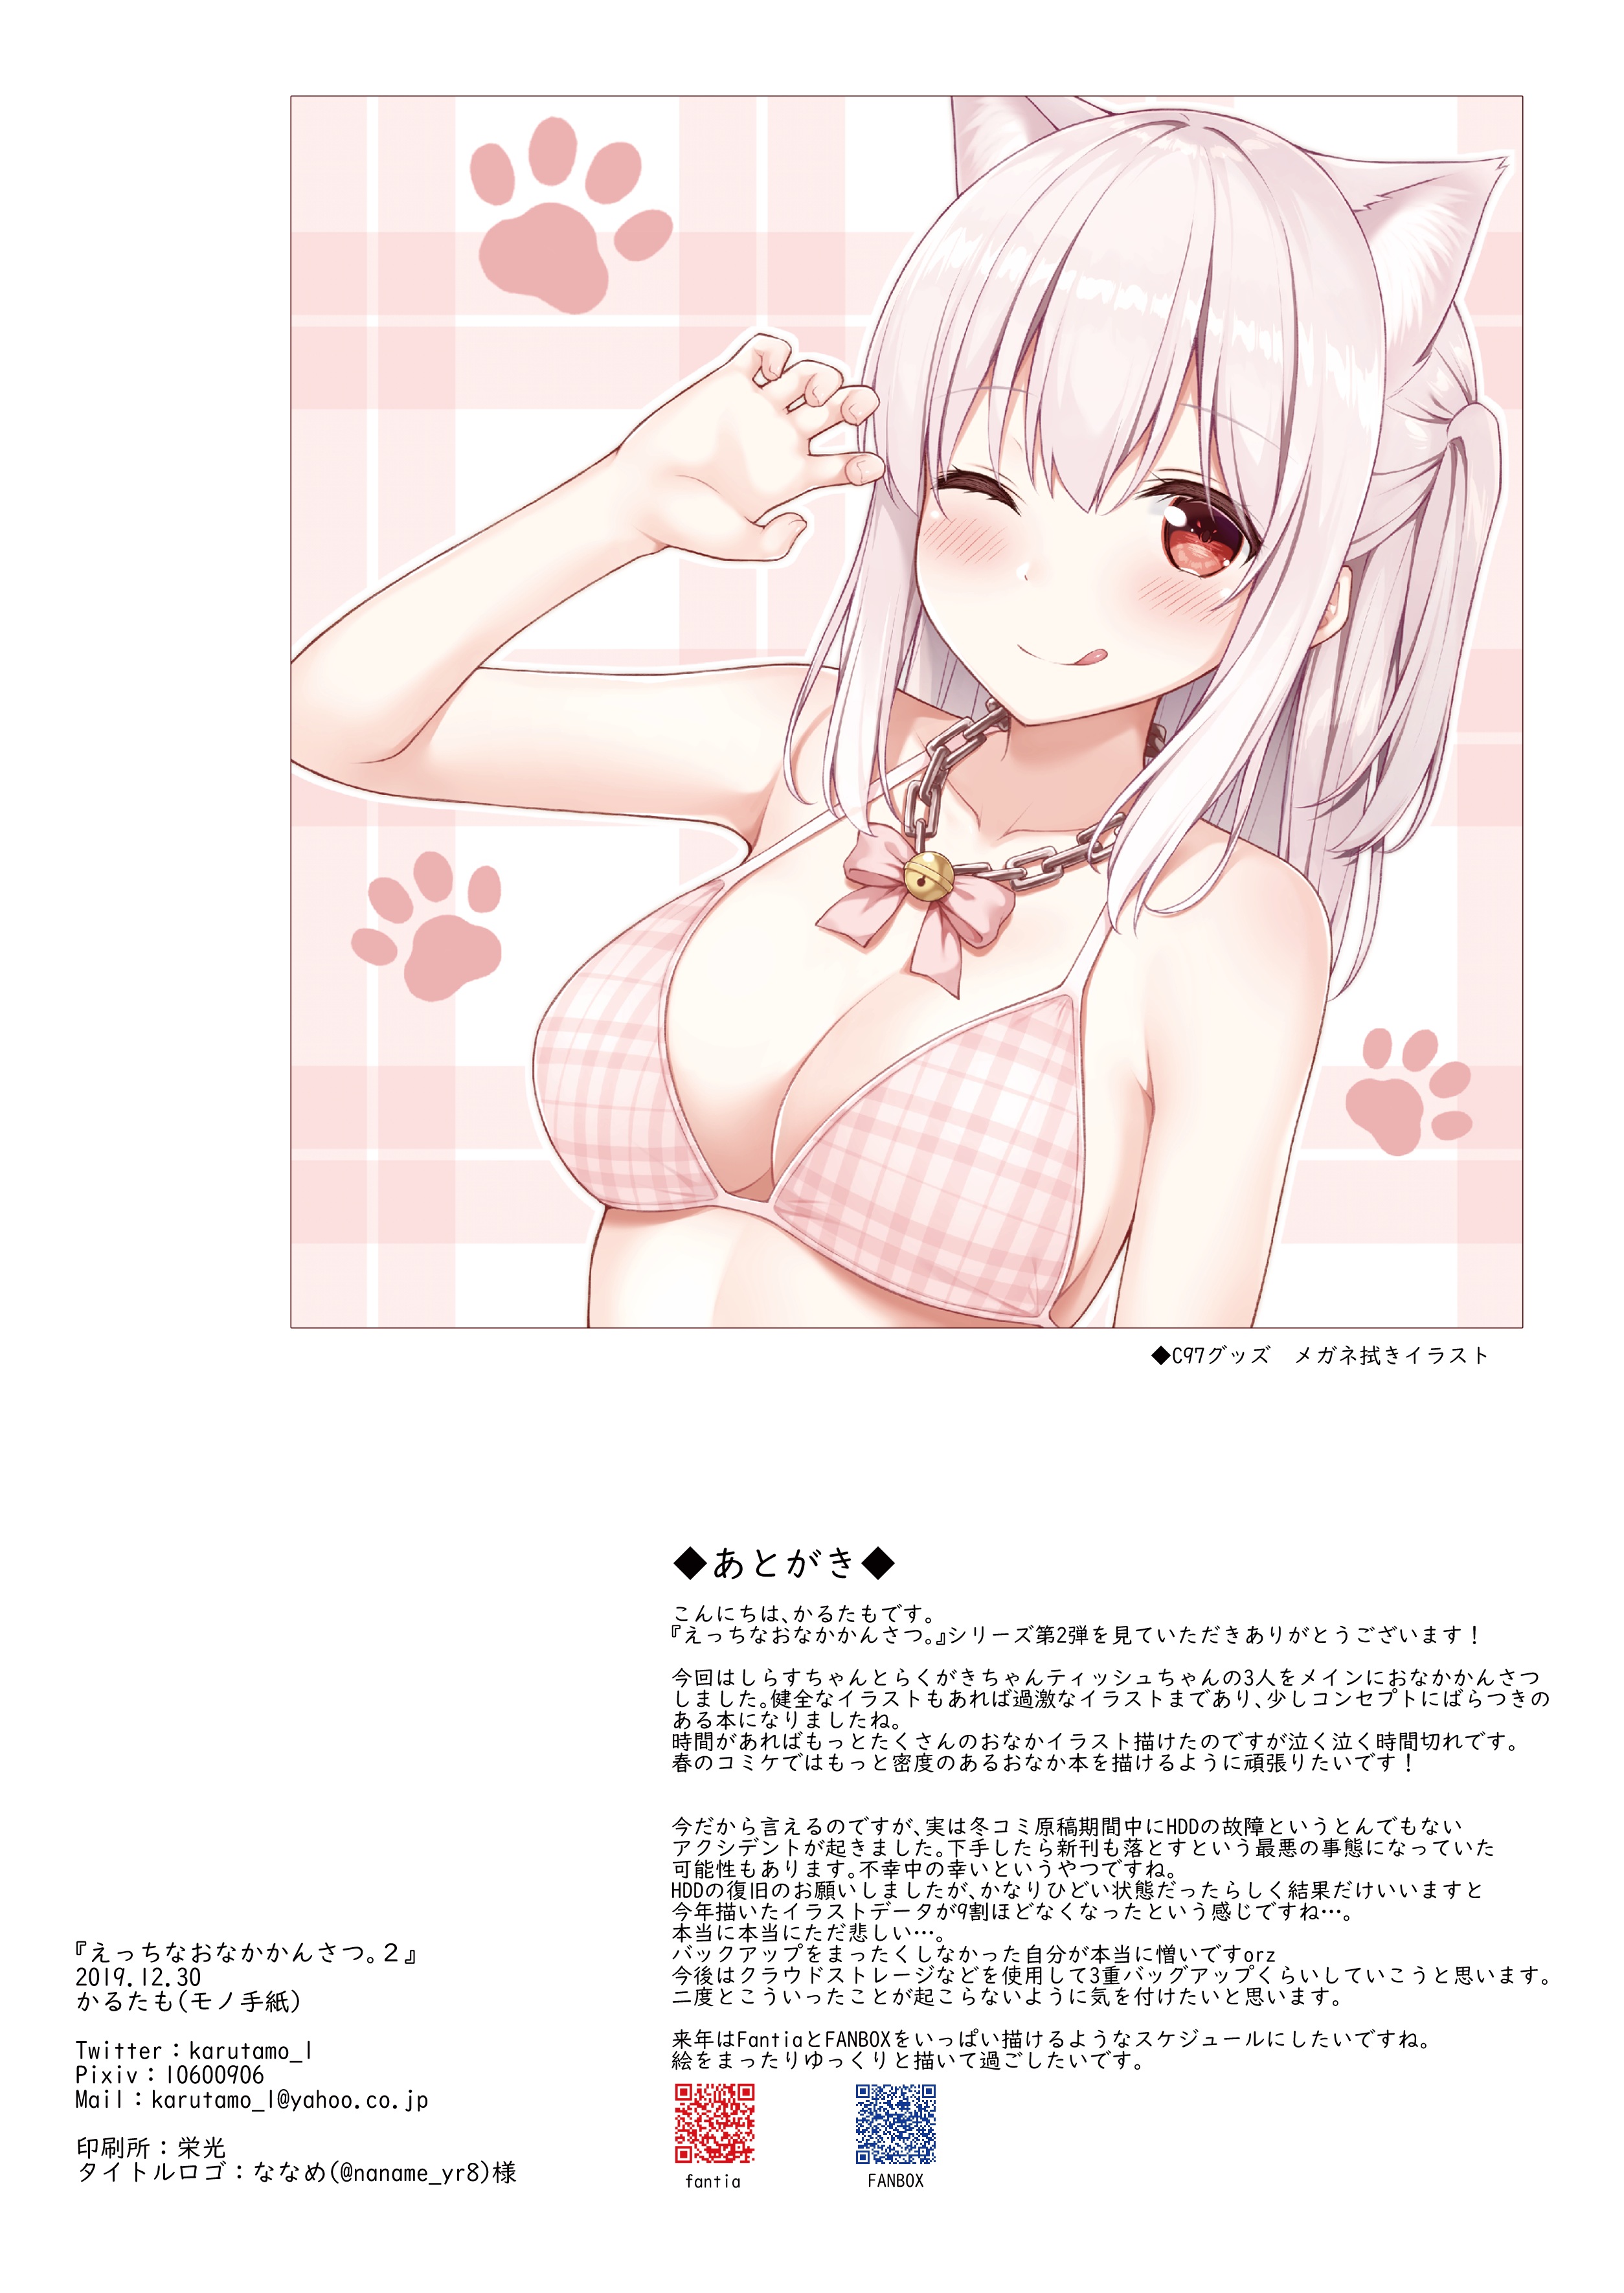 ◆C97グッズ　メガネ拭きイラスト
◆あとがき◆
こんにちは、かるたもです。
『えっちなおなかかんさつ。』シリーズ第2弾を見ていただきありがとうございます！
今回はしらすちゃんとらくがきちゃんティッシュちゃんの3人をメインにおなかかんさつ
しました。健全なイラストもあれば過激なイラストまであり、少しコンセプトにばらつきの
ある本になりましたね。
時間があればもっとたくさんのおなかイラスト描けたのですが泣く泣く時間切れです。
春のコミケではもっと密度のあるおなか本を描けるように頑張りたいです！
今だから言えるのですが、実は冬コミ原稿期間中にHDDの故障というとんでもない
アクシデントが起きました。下手したら新刊も落とすという最悪の事態になっていた
可能性もあります。不幸中の幸いというやつですね。
HDDの復旧のお願いしましたが、かなりひどい状態だったらしく結果だけいいますと
今年描いたイラストデータが9割ほどなくなったという感じですね…。
本当に本当にただ悲しい…。
バックアップをまったくしなかった自分が本当に憎いですorz
今後はクラウドストレージなどを使用して3重バッグアップくらいしていこうと思います。
二度とこういったことが起こらないように気を付けたいと思います。
来年はFantiaとFANBOXをいっぱい描けるようなスケジュールにしたいですね。
絵をまったりゆっくりと描いて過ごしたいです。
fantia
FANBOX
『えっちなおなかかんさつ。2』
2019.12.30
かるたも(モノ手紙)
Twitter：karutamo_1
Pixiv：10600906
Mail：karutamo_1@yahoo.co.jp
印刷所：栄光
タイトルロゴ：ななめ(@naname_yr8)様